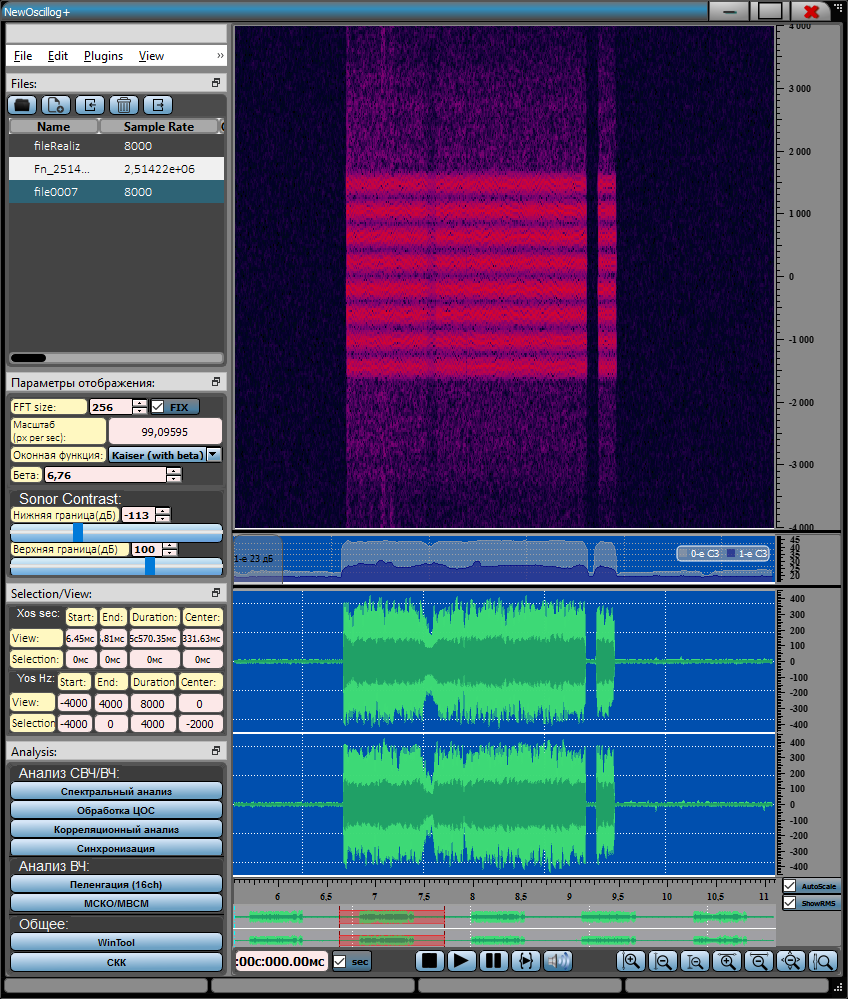 NewOscillog+
File Edit Plugins View »
Files:
Name Sample Rate
fileRealiz 8000
Fn_2514... 2,51422e+06
file0007 8000
Параметры отображения:
FFT size: 256 FIX
Масштаб
(px per sec): 99,09595
Оконная функция: Kaiser (with beta)
Бета: 6,76
Sonor Contrast:
Нижняя граница(дБ) -113
Верхняя граница(дБ) 100
Selection/View:
Xos sec: Start: End: Duration: Center:
View: 6.45мс .81мс 5с570.35мс 331.63мс
Selection: 0мс 0мс 0мс 0мс
Yos Hz: Start: End: Duration Center:
View: -4000 4000 8000 0
Selection -4000 0 4000 -2000
Analysis:
Анализ СВЧ/ВЧ:
Спектральный анализ
Обработка ЦОС
Корреляционный анализ
Синхронизация
Анализ ВЧ:
Пеленгация (16ch)
МСКО/МВСМ
Общее:
WinTool
СКК
4 000
3 000
2 000
1 000
0
-1 000
-2 000
-3 000
-4 000
1-е 23 дБ
0-е СЗ 1-е СЗ
45
40
35
30
25
20
400
300
200
100
0
-100
-200
-300
-400
400
300
200
100
0
-100
-200
-300
-400
6 6,5 7 7,5 8 8,5 9 9,5 10 10,5 11
AutoScale
ShowRMS
:00с:000.00мс sec